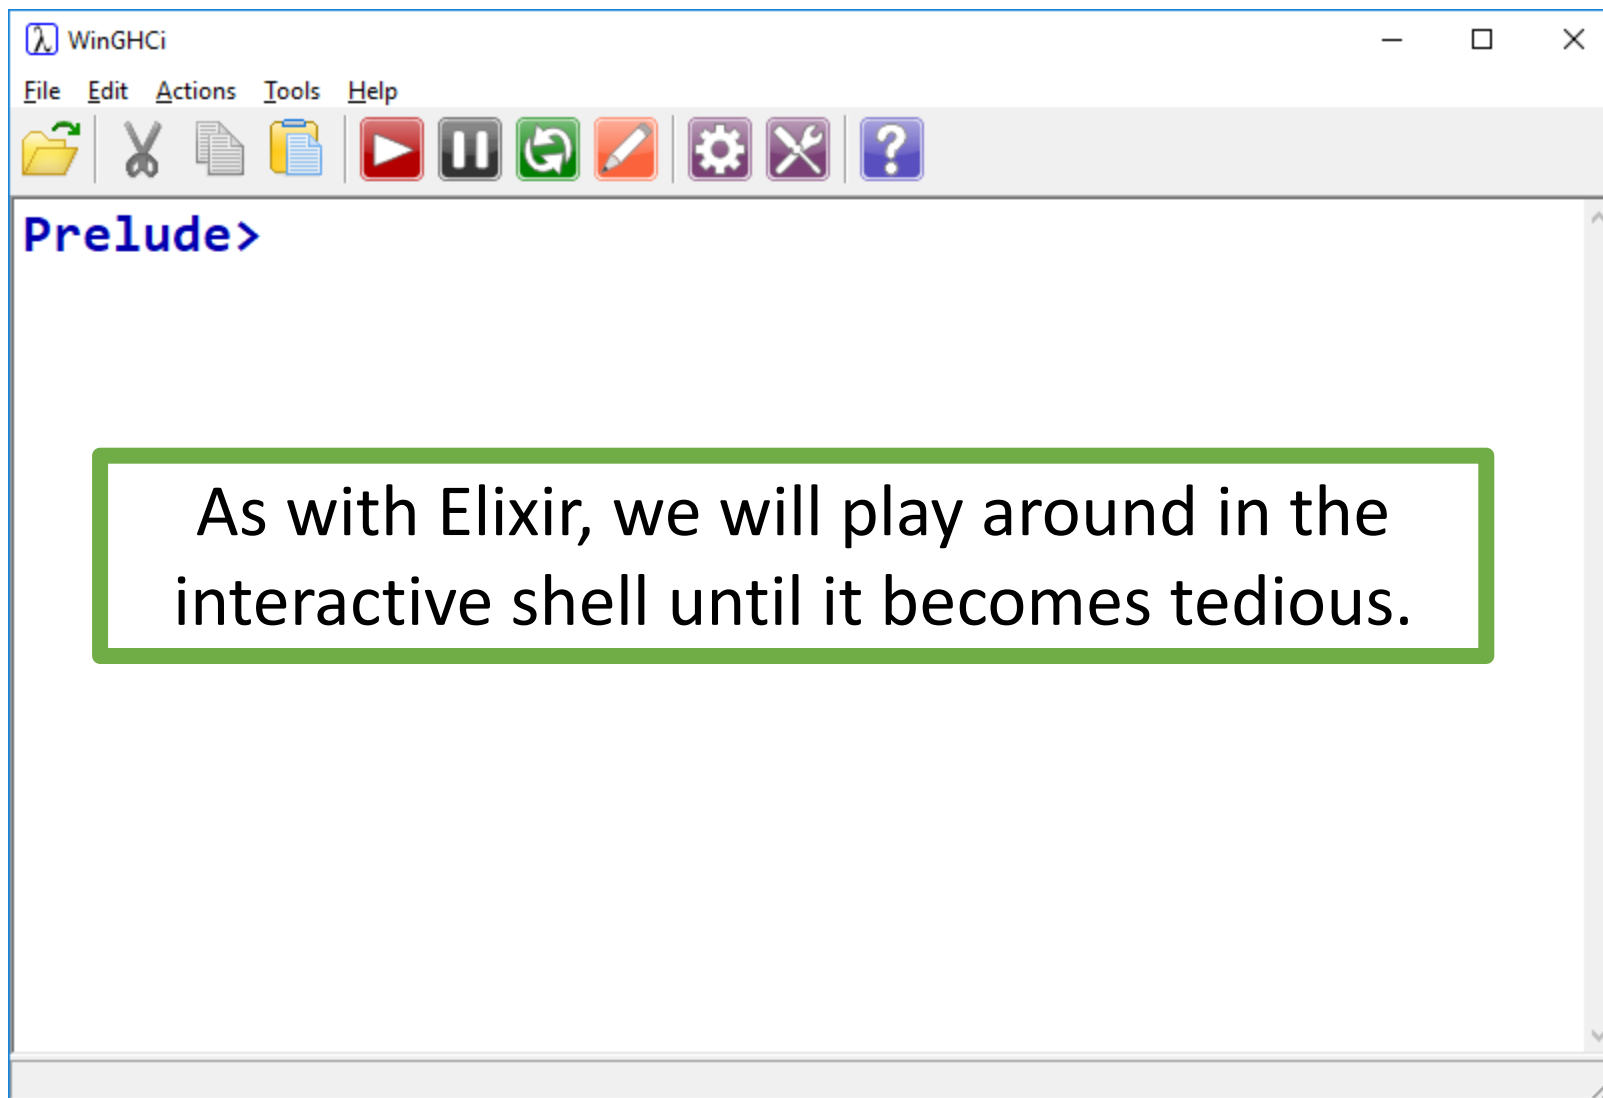 WinGHCi
File Edit Actions Tools Help
Prelude>
As with Elixir, we will play around in the
interactive shell until it becomes tedious.